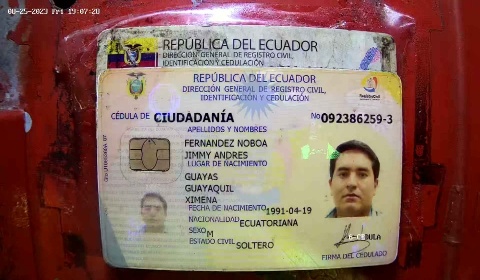 08-25-2023 Fri 19:07:28
REPÚBLICA DEL ECUADOR
DIRECCIÓN GENERAL DE REGISTRO CIVIL,
IDENTIFICACIÓN Y CEDULACIÓN
REPÚBLICA DEL ECUADOR
DIRECCIÓN GENERAL DE REGISTRO CIVIL,
IDENTIFICACIÓN Y CEDULACIÓN
CÉDULA DE CIUDADANÍA No 092386259-3
APELLIDOS Y NOMBRES
FERNANDEZ NOBOA
JIMMY ANDRES
LUGAR DE NACIMIENTO
GUAYAS
GUAYAQUIL
XIMENA
FECHA DE NACIMIENTO 1991-04-19
NACIONALIDAD ECUATORIANA
SEXO M
ESTADO CIVIL SOLTERO
FIRMA DEL CEDULADO